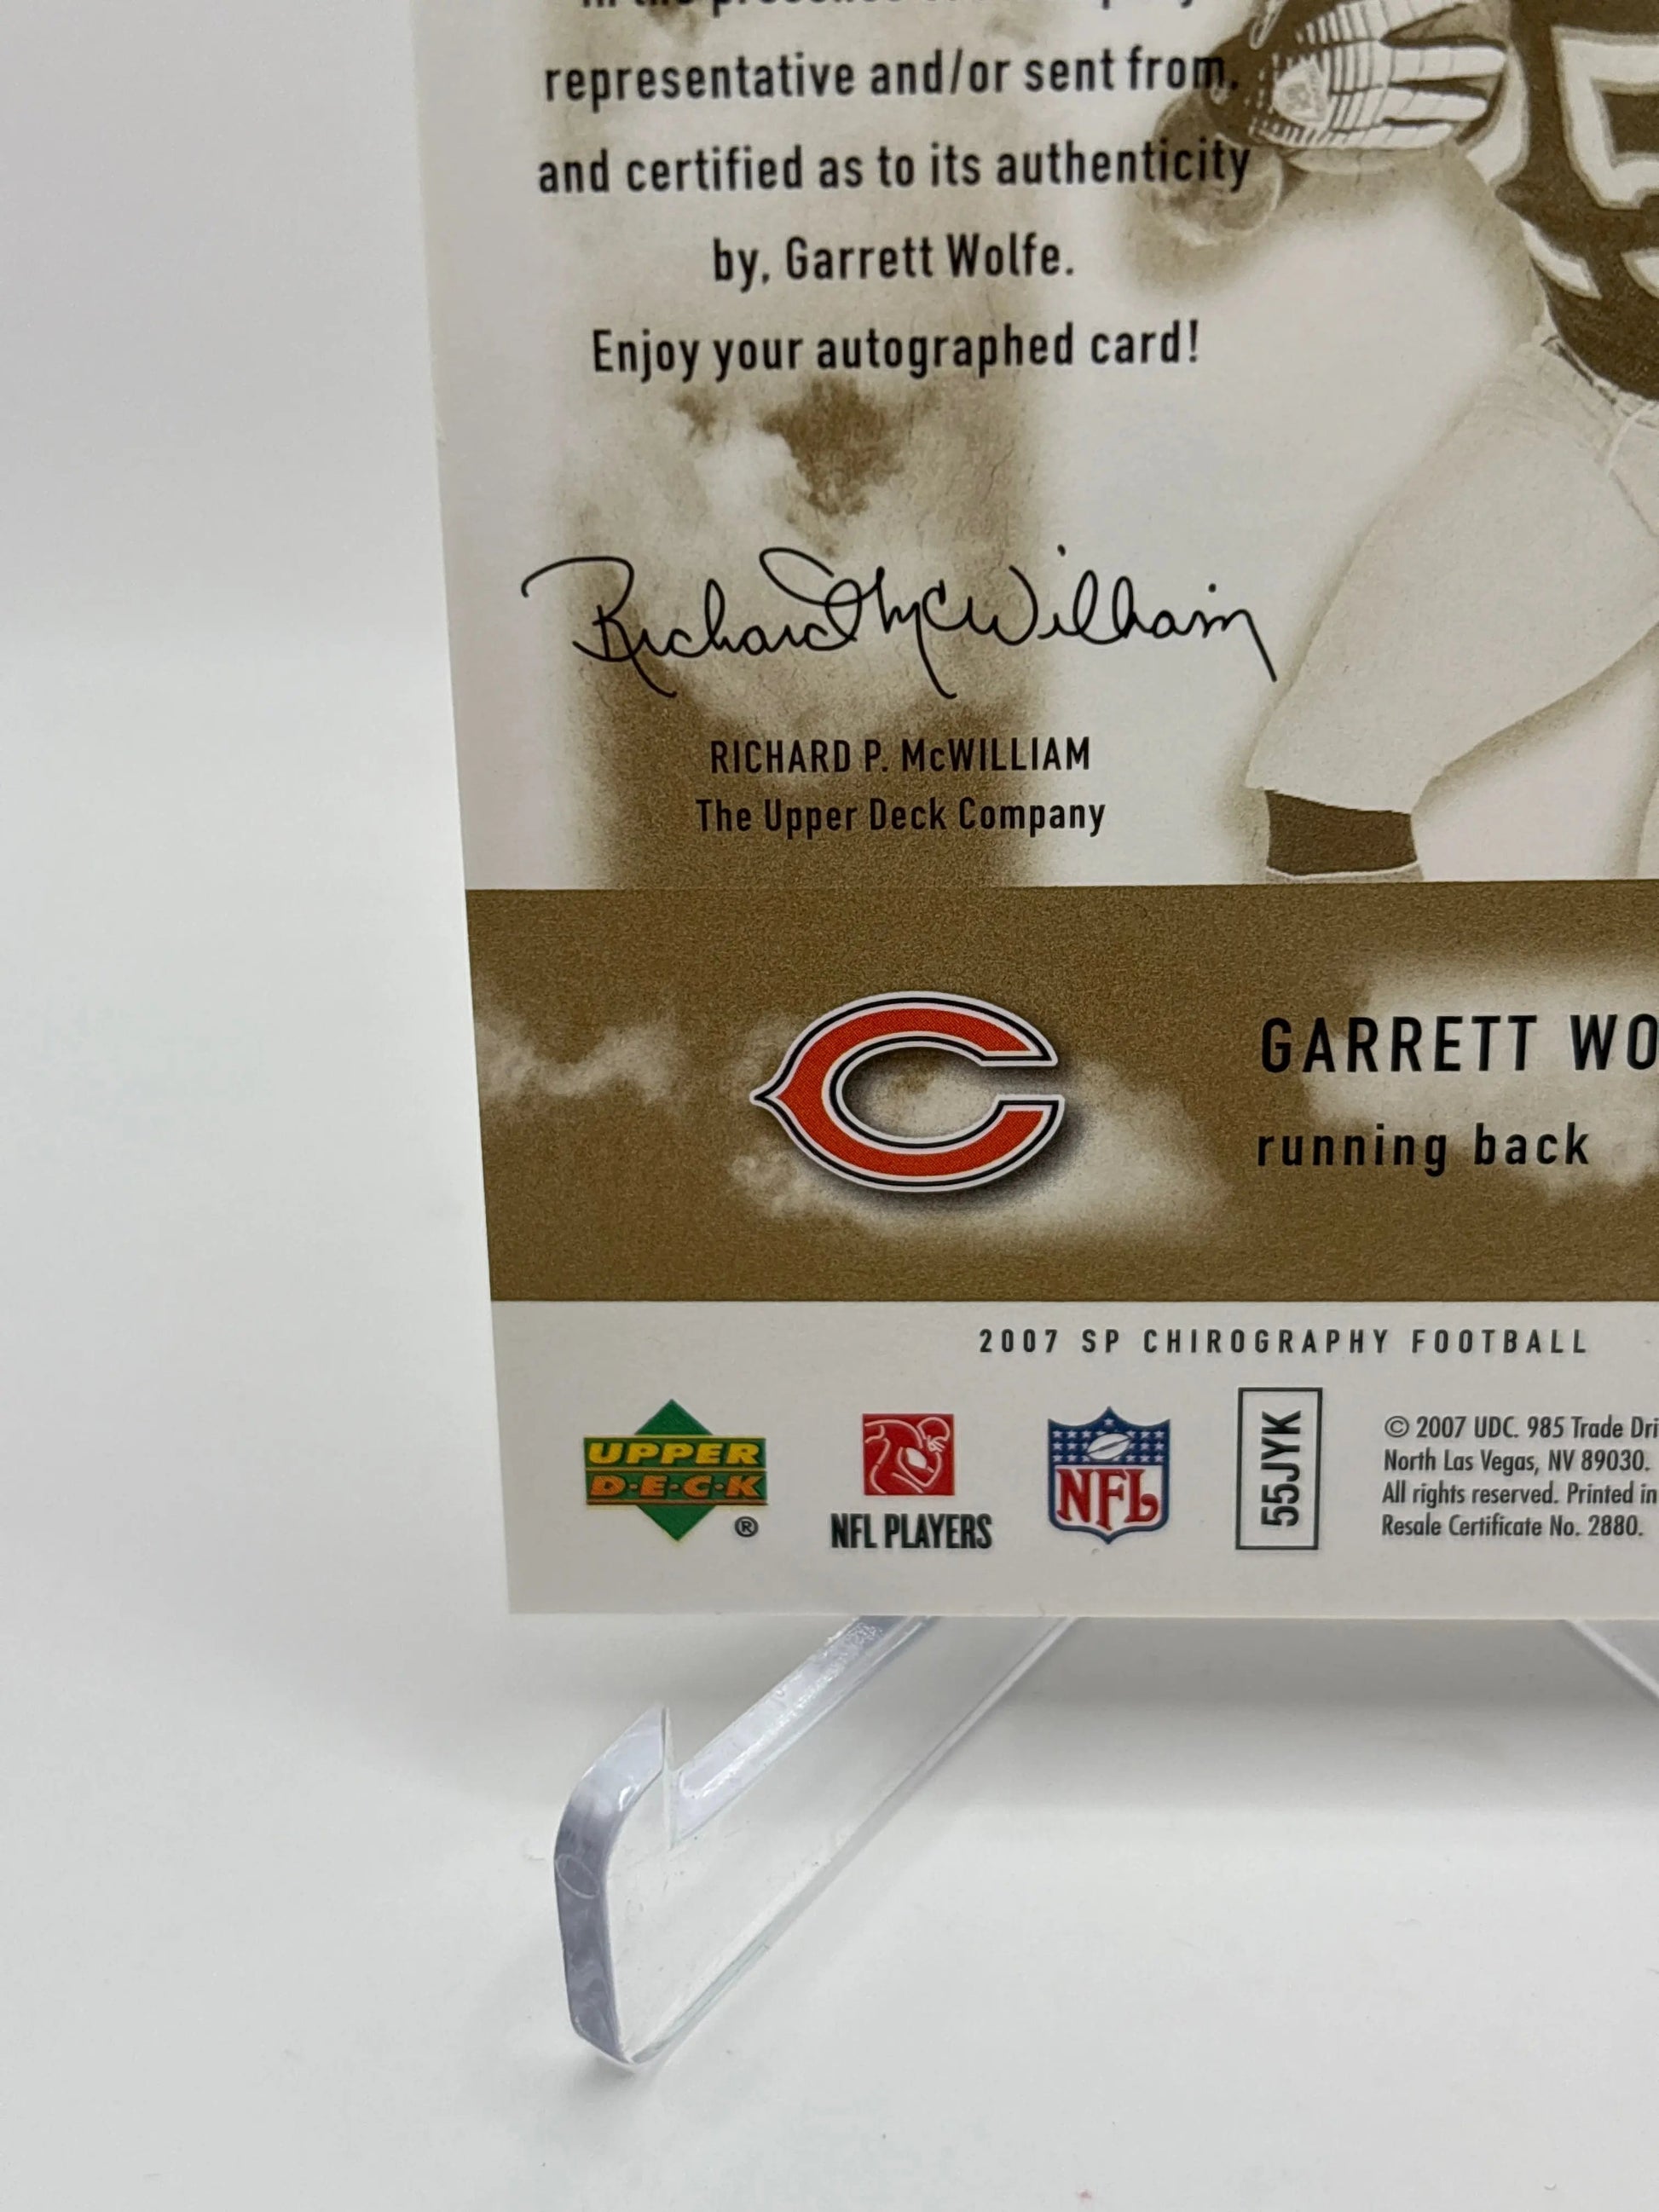 representative and/or sent from,
and certified as to its authenticity
by, Garrett Wolfe.
Enjoy your autographed card!
Richard McWilliam
RICHARD P. McWILLIAM
The Upper Deck Company
GARRETT WO
running back
2007 SP CHIROGRAPHY FOOTBALL
UPPER
D·E·C·K
®
NFL PLAYERS
NFL
55JYK
© 2007 UDC. 985 Trade Dri
North Las Vegas, NV 89030.
All rights reserved. Printed in
Resale Certificate No. 2880.